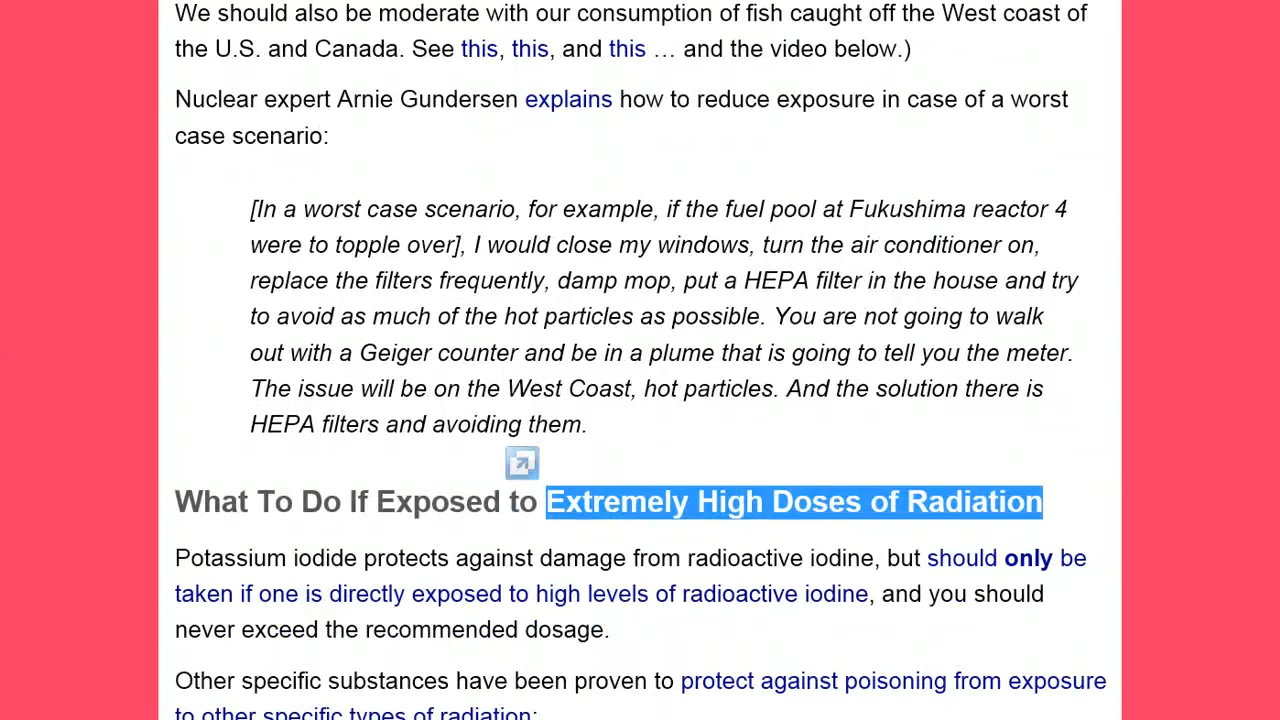 We should also be moderate with our consumption of fish caught off the West coast of
the U.S. and Canada. See this, this, and this … and the video below.)
Nuclear expert Arnie Gundersen explains how to reduce exposure in case of a worst
case scenario:
[In a worst case scenario, for example, if the fuel pool at Fukushima reactor 4
were to topple over], I would close my windows, turn the air conditioner on,
replace the filters frequently, damp mop, put a HEPA filter in the house and try
to avoid as much of the hot particles as possible. You are not going to walk
out with a Geiger counter and be in a plume that is going to tell you the meter.
The issue will be on the West Coast, hot particles. And the solution there is
HEPA filters and avoiding them.
What To Do If Exposed to Extremely High Doses of Radiation
Potassium iodide protects against damage from radioactive iodine, but should only be
taken if one is directly exposed to high levels of radioactive iodine, and you should
never exceed the recommended dosage.
Other specific substances have been proven to protect against poisoning from exposure
to other specific types of radiation: